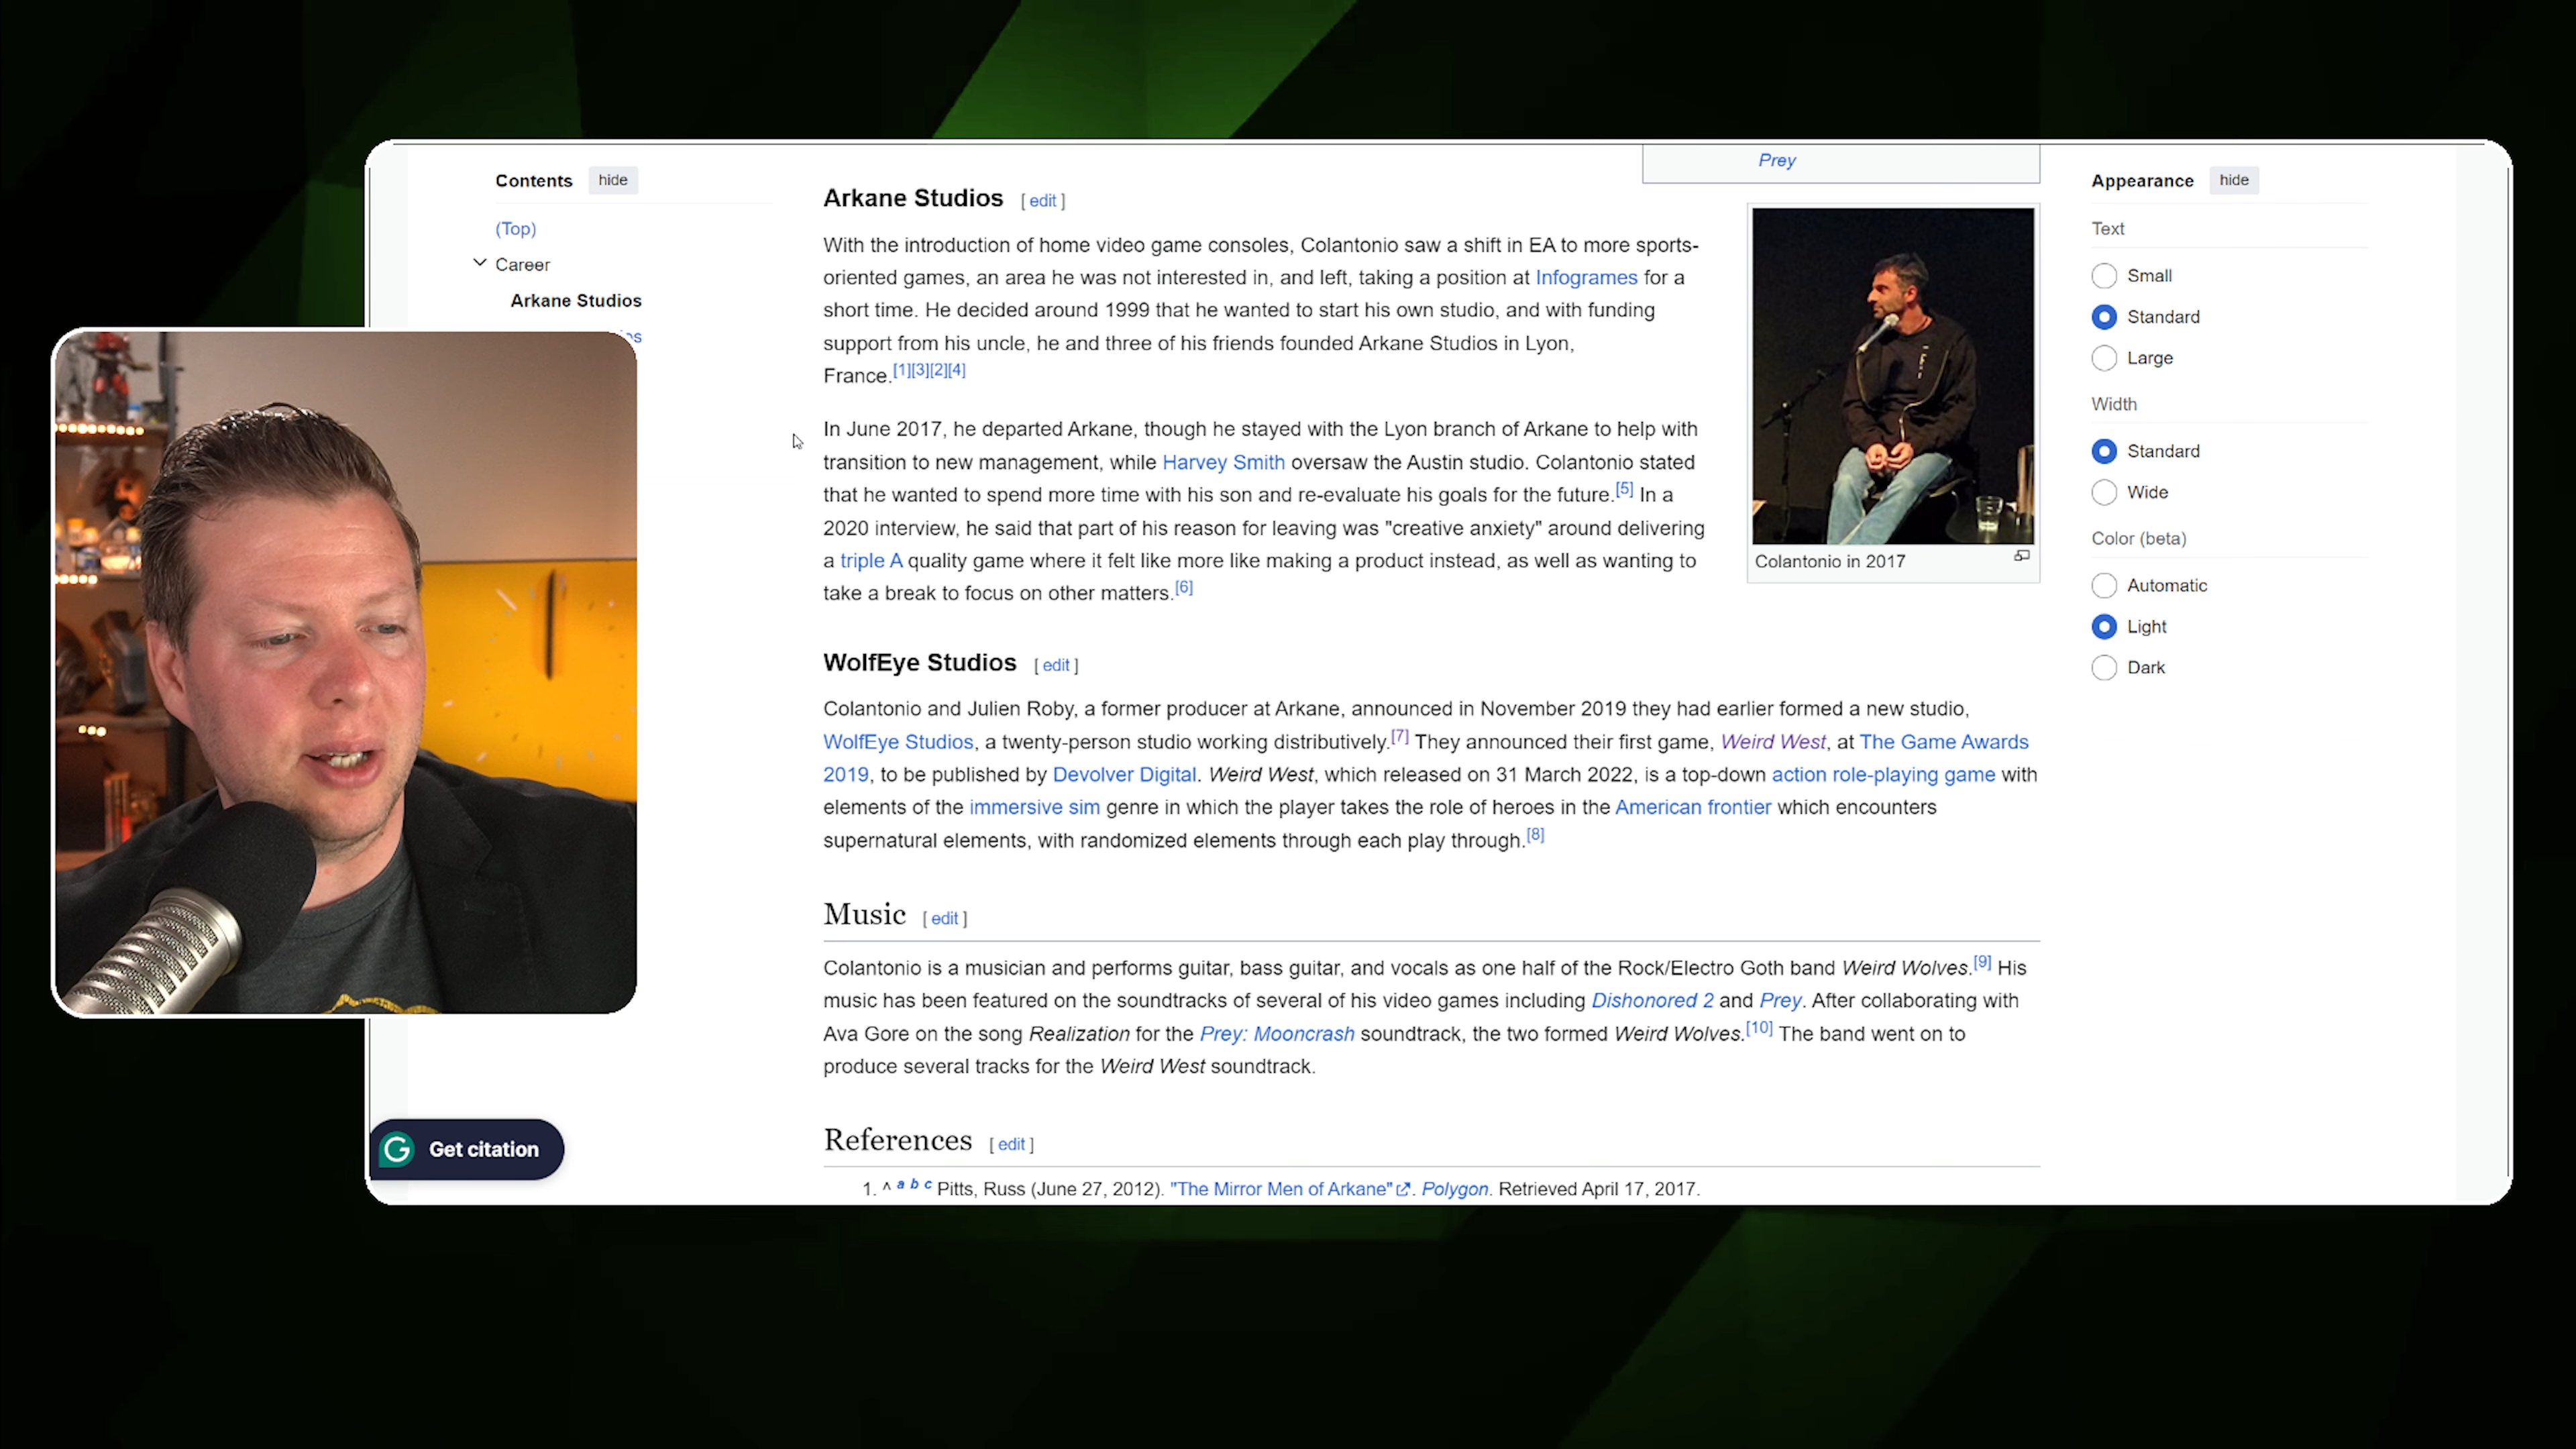 Contents hide
(Top)
Career
Arkane Studios
Prey
Arkane Studios [ edit ]
With the introduction of home video game consoles, Colantonio saw a shift in EA to more sports-
oriented games, an area he was not interested in, and left, taking a position at Infogrames for a
short time. He decided around 1999 that he wanted to start his own studio, and with funding
support from his uncle, he and three of his friends founded Arkane Studios in Lyon,
France.[1][3][2][4]
In June 2017, he departed Arkane, though he stayed with the Lyon branch of Arkane to help with
transition to new management, while Harvey Smith oversaw the Austin studio. Colantonio stated
that he wanted to spend more time with his son and re-evaluate his goals for the future.[5] In a
2020 interview, he said that part of his reason for leaving was "creative anxiety" around delivering
a triple A quality game where it felt like more like making a product instead, as well as wanting to
take a break to focus on other matters.[6]
Colantonio in 2017
WolfEye Studios [ edit ]
Colantonio and Julien Roby, a former producer at Arkane, announced in November 2019 they had earlier formed a new studio,
WolfEye Studios, a twenty-person studio working distributively.[7] They announced their first game, Weird West, at The Game Awards
2019, to be published by Devolver Digital. Weird West, which released on 31 March 2022, is a top-down action role-playing game with
elements of the immersive sim genre in which the player takes the role of heroes in the American frontier which encounters
supernatural elements, with randomized elements through each play through.[8]
Music [ edit ]
Colantonio is a musician and performs guitar, bass guitar, and vocals as one half of the Rock/Electro Goth band Weird Wolves.[9] His
music has been featured on the soundtracks of several of his video games including Dishonored 2 and Prey. After collaborating with
Ava Gore on the song Realization for the Prey: Mooncrash soundtrack, the two formed Weird Wolves.[10] The band went on to
produce several tracks for the Weird West soundtrack.
References [ edit ]
1. ^ a b c Pitts, Russ (June 27, 2012). "The Mirror Men of Arkane". Polygon. Retrieved April 17, 2017.
Appearance hide
Text
Small
Standard
Large
Width
Standard
Wide
Color (beta)
Automatic
Light
Dark
Get citation